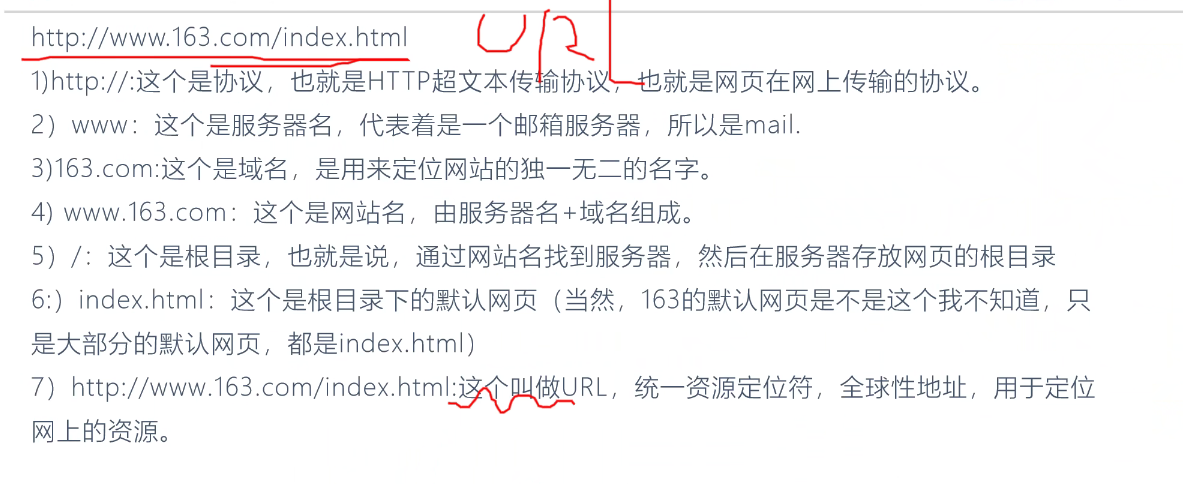 http://www.163.com/index.html URL
1)http://:这个是协议，也就是HTTP超文本传输协议，也就是网页在网上传输的协议。
2）www：这个是服务器名，代表着是一个邮箱服务器，所以是mail.
3)163.com:这个是域名，是用来定位网站的独一无二的名字。
4) www.163.com：这个是网站名，由服务器名+域名组成。
5）/：这个是根目录，也就是说，通过网站名找到服务器，然后在服务器存放网页的根目录
6:）index.html：这个是根目录下的默认网页（当然，163的默认网页是不是这个我不知道，只
是大部分的默认网页，都是index.html）
7）http://www.163.com/index.html:这个叫做URL，统一资源定位符，全球性地址，用于定位
网上的资源。